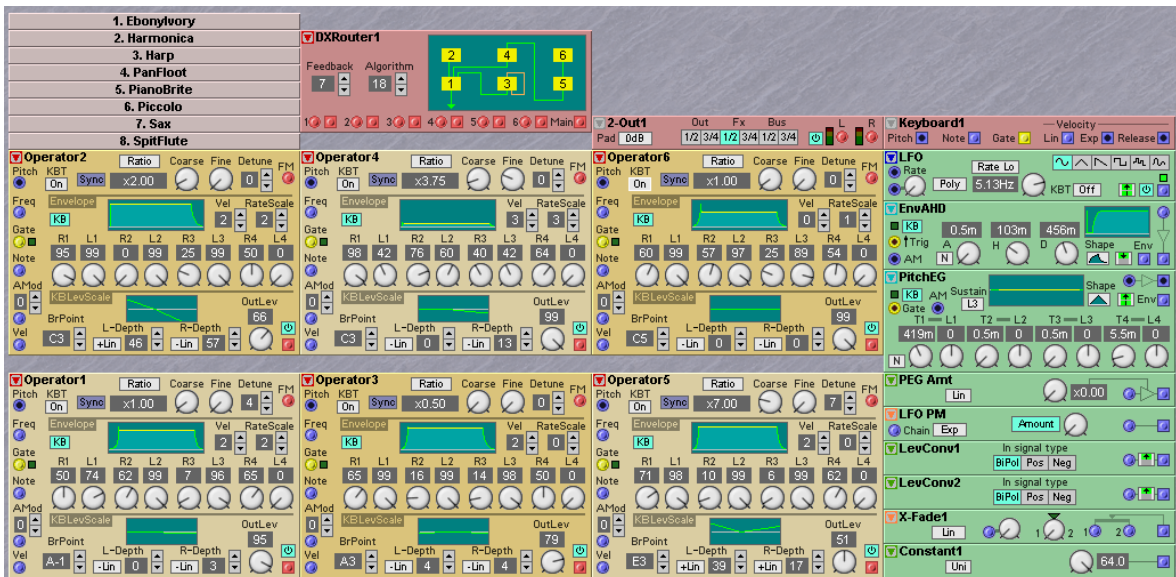 1. EbonyIvory
2. Harmonica
3. Harp
4. PanFloot
5. PianoBrite
6. Piccolo
7. Sax
8. SpitFlute
DXRouter1
Feedback Algorithm
7 18
2 4 6
1 3 5
1 2 3 4 5 6 Main
2-Out1 Out Fx Bus L R
Pad 0dB 1/2 3/4 1/2 3/4 1/2 3/4
Keyboard1 Velocity
Pitch Note Gate Lin Exp Release
Operator2 Ratio Coarse Fine Detune FM
Pitch KBT On Sync x2.00 0
Freq Envelope Vel RateScale
KB 2 2
Gate R1 L1 R2 L2 R3 L3 R4 L4
95 99 0 99 25 99 50 0
Note
AMod KBLevScale OutLev
0 66
BrPoint L-Depth R-Depth
Vel C3 +Lin 46 -Lin 57
Operator4 Ratio Coarse Fine Detune FM
Pitch KBT On Sync x3.75 0
Freq Envelope Vel RateScale
KB 3 3
Gate R1 L1 R2 L2 R3 L3 R4 L4
98 42 76 60 40 42 64 0
Note
AMod KBLevScale OutLev
0 99
BrPoint L-Depth R-Depth
Vel C3 -Lin 0 -Lin 13
Operator6 Ratio Coarse Fine Detune FM
Pitch KBT On Sync x1.00 0
Freq Envelope Vel RateScale
KB 0 1
Gate R1 L1 R2 L2 R3 L3 R4 L4
60 99 57 97 25 89 54 0
Note
AMod KBLevScale OutLev
0 99
BrPoint L-Depth R-Depth
Vel C5 -Lin 0 -Lin 0
LFO Rate Lo
Rate Poly 5.13Hz KBT Off
EnvAHD
KB 0.5m 103m 456m
Trig A H D Shape Env
AM N
PitchEG
KB AM Sustain Shape
Gate L3 Env
T1 L1 T2 L2 T3 L3 T4 L4
419m 0 0.5m 0 0.5m 0 5.5m 0
N
Operator1 Ratio Coarse Fine Detune FM
Pitch KBT On Sync x1.00 4
Freq Envelope Vel RateScale
KB 2 2
Gate R1 L1 R2 L2 R3 L3 R4 L4
50 74 62 99 7 96 65 0
Note
AMod KBLevScale OutLev
0 95
BrPoint L-Depth R-Depth
Vel A-1 -Lin 0 -Lin 3
Operator3 Ratio Coarse Fine Detune FM
Pitch KBT On Sync x0.50 0
Freq Envelope Vel RateScale
KB 2 0
Gate R1 L1 R2 L2 R3 L3 R4 L4
65 99 16 99 14 98 50 0
Note
AMod KBLevScale OutLev
0 79
BrPoint L-Depth R-Depth
Vel A3 -Lin 4 -Lin 4
Operator5 Ratio Coarse Fine Detune FM
Pitch KBT On Sync x7.00 7
Freq Envelope Vel RateScale
KB 2 0
Gate R1 L1 R2 L2 R3 L3 R4 L4
71 98 10 99 6 99 62 0
Note
AMod KBLevScale OutLev
0 51
BrPoint L-Depth R-Depth
Vel E3 +Lin 39 +Lin 17
PEG Amt
Lin x0.00
LFO PM
Chain Exp Amount
LevConv1 In signal type
BiPol Pos Neg
LevConv2 In signal type
BiPol Pos Neg
X-Fade1
Lin 1 2 1 2
Constant1
Uni 64.0